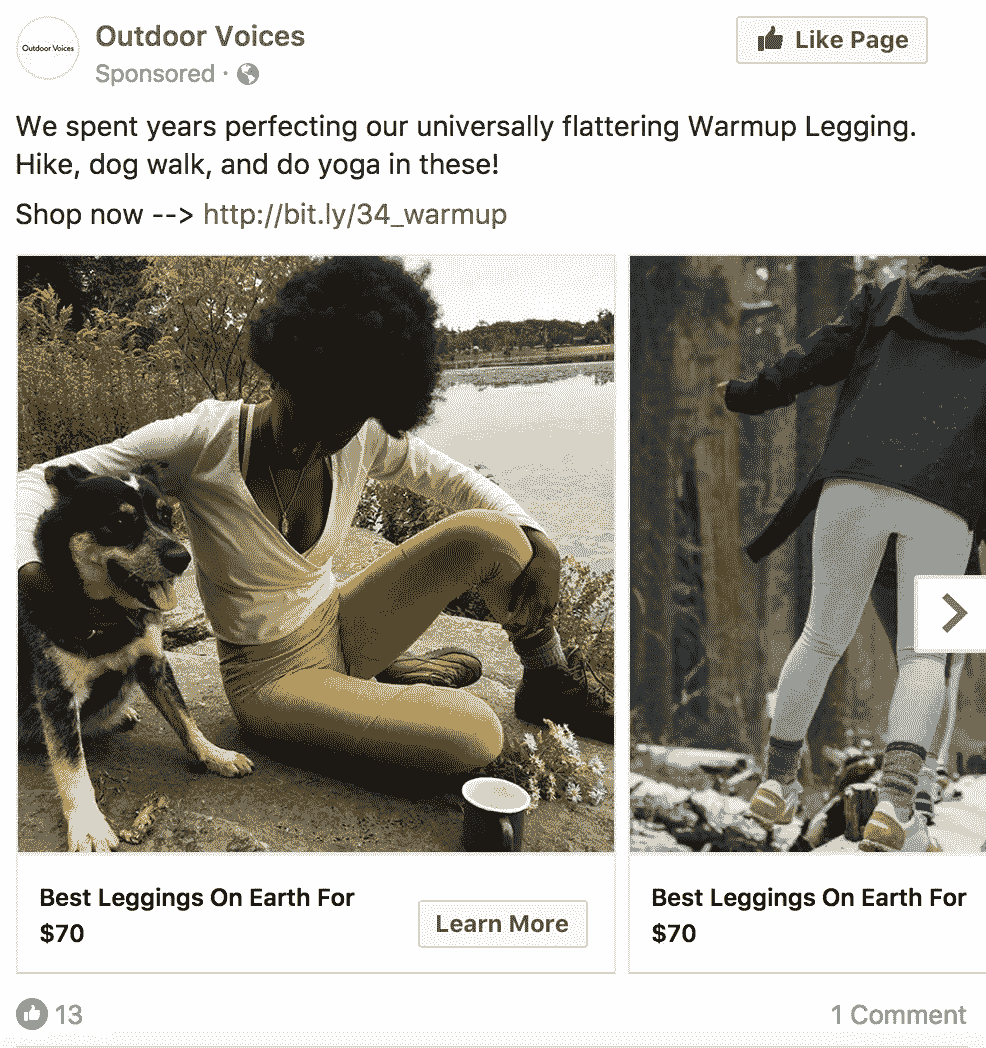 Outdoor Voices
Outdoor Voices
Like Page
Sponsored ·
We spent years perfecting our universally flattering Warmup Legging.
Hike, dog walk, and do yoga in these!
Shop now --> http://bit.ly/34_warmup
Best Leggings On Earth For
$70
Learn More
Best Leggings On Earth For
$70
13
1 Comment